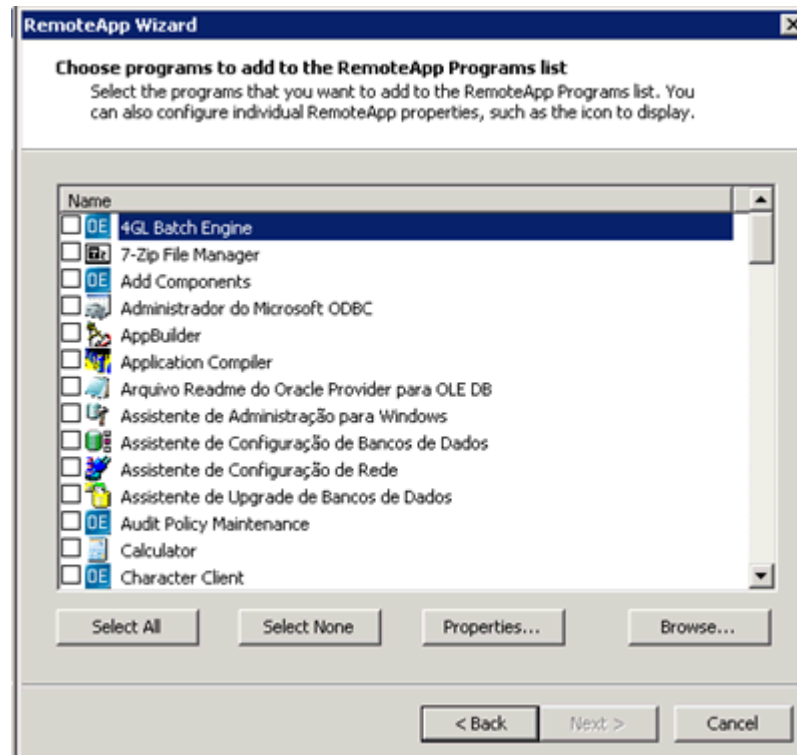 RemoteApp Wizard
Choose programs to add to the RemoteApp Programs list
Select the programs that you want to add to the RemoteApp Programs list. You
can also configure individual RemoteApp properties, such as the icon to display.
Name
OE 4GL Batch Engine
7z 7-Zip File Manager
OE Add Components
Administrador do Microsoft ODBC
AppBuilder
Application Compiler
Arquivo Readme do Oracle Provider para OLE DB
Assistente de Administração para Windows
Assistente de Configuração de Bancos de Dados
Assistente de Configuração de Rede
Assistente de Upgrade de Bancos de Dados
OE Audit Policy Maintenance
Calculator
OE Character Client
Select All Select None Properties... Browse...
< Back Next > Cancel